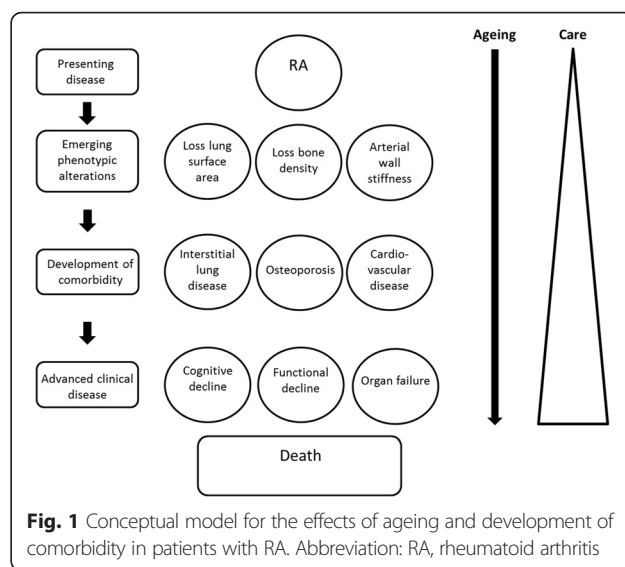 Ageing
Care
Presenting
disease
RA
Emerging
phenotypic
alterations
Loss lung
surface
area
Loss bone
density
Arterial
wall
stiffness
Development of
comorbidity
Interstitial
lung
disease
Osteoporosis
Cardio-
vascular
disease
Advanced clinical
disease
Cognitive
decline
Functional
decline
Organ failure
Death
Fig. 1 Conceptual model for the effects of ageing and development of
comorbidity in patients with RA. Abbreviation: RA, rheumatoid arthritis